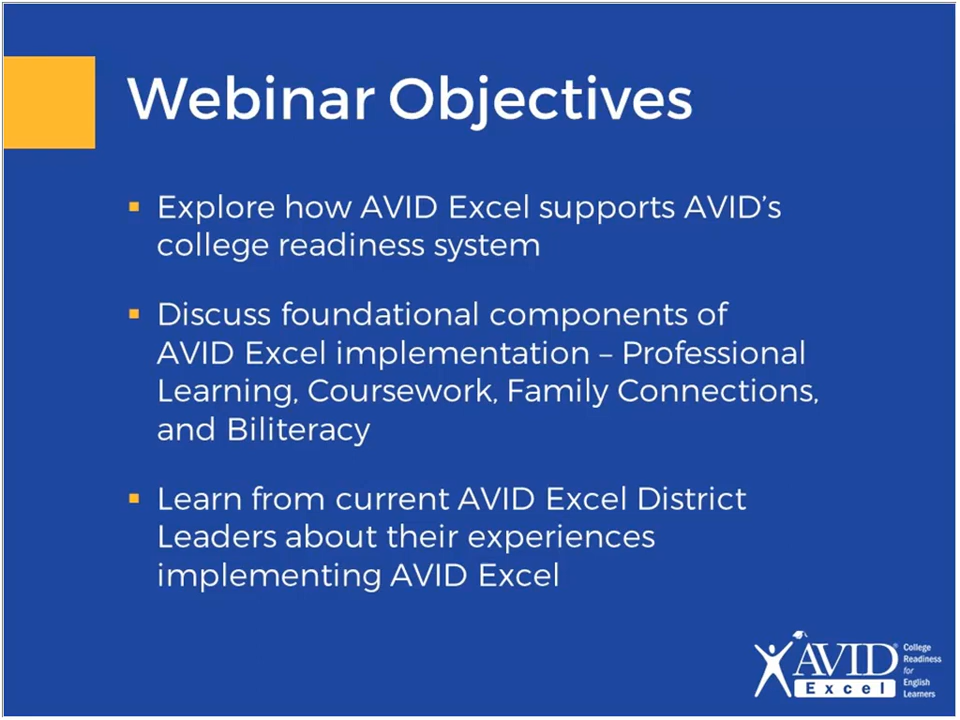 Webinar Objectives
▪ Explore how AVID Excel supports AVID’s
college readiness system
▪ Discuss foundational components of
AVID Excel implementation – Professional
Learning, Coursework, Family Connections,
and Biliteracy
▪ Learn from current AVID Excel District
Leaders about their experiences
implementing AVID Excel
AVID®
Excel
College
Readiness
for
English
Learners